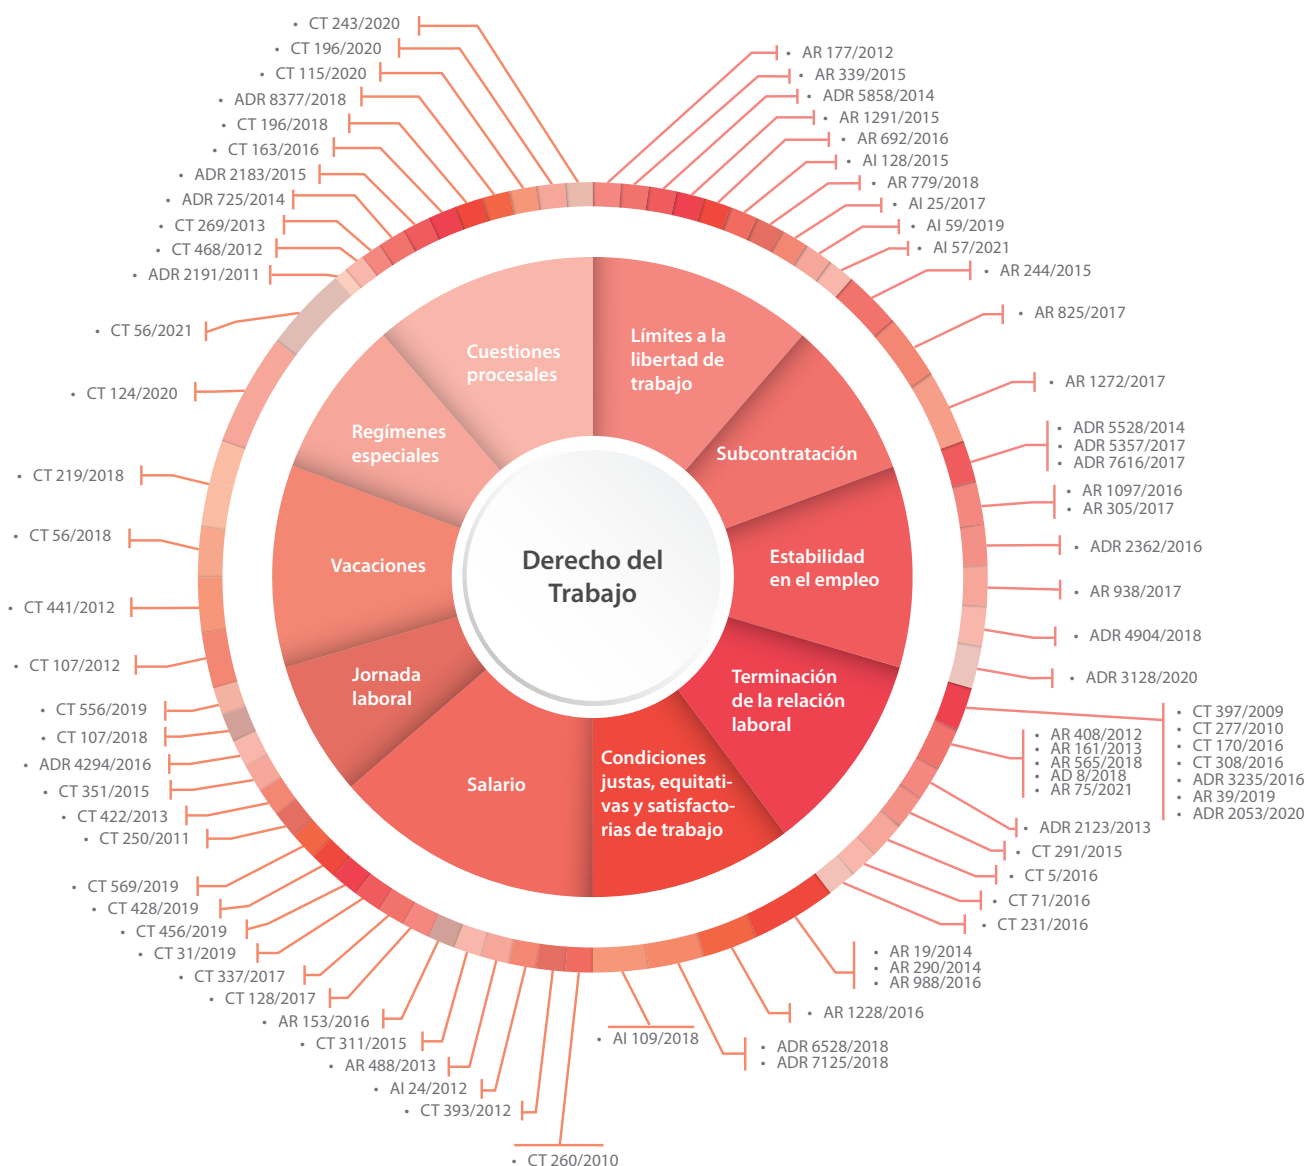 Derecho del
Trabajo
Límites a la
libertad de
trabajo
Subcontratación
Estabilidad
en el empleo
Terminación
de la relación
laboral
Condiciones
justas, equitati-
vas y satisfacto-
rias de trabajo
Salario
Jornada
laboral
Vacaciones
Regímenes
especiales
Cuestiones
procesales
• AR 177/2012
• AR 339/2015
• ADR 5858/2014
• AR 1291/2015
• AR 692/2016
• AI 128/2015
• AR 779/2018
• AI 25/2017
• AI 59/2019
• AI 57/2021
• AR 244/2015
• AR 825/2017
• AR 1272/2017
• ADR 5528/2014
• ADR 5357/2017
• ADR 7616/2017
• AR 1097/2016
• AR 305/2017
• ADR 2362/2016
• AR 938/2017
• ADR 4904/2018
• ADR 3128/2020
• CT 397/2009
• CT 277/2010
• CT 170/2016
• CT 308/2016
• ADR 3235/2016
• AR 39/2019
• ADR 2053/2020
• AR 408/2012
• AR 161/2013
• AR 565/2018
• AD 8/2018
• AR 75/2021
• ADR 2123/2013
• CT 291/2015
• CT 5/2016
• CT 71/2016
• CT 231/2016
• AR 19/2014
• AR 290/2014
• AR 988/2016
• AR 1228/2016
• ADR 6528/2018
• ADR 7125/2018
• AI 109/2018
• CT 260/2010
• CT 393/2012
• AI 24/2012
• AR 488/2013
• CT 311/2015
• AR 153/2016
• CT 128/2017
• CT 337/2017
• CT 31/2019
• CT 456/2019
• CT 428/2019
• CT 569/2019
• CT 250/2011
• CT 422/2013
• CT 351/2015
• ADR 4294/2016
• CT 107/2018
• CT 556/2019
• CT 107/2012
• CT 441/2012
• CT 56/2018
• CT 219/2018
• CT 124/2020
• CT 56/2021
• ADR 2191/2011
• CT 468/2012
• CT 269/2013
• ADR 725/2014
• ADR 2183/2015
• CT 163/2016
• CT 196/2018
• ADR 8377/2018
• CT 115/2020
• CT 196/2020
• CT 243/2020